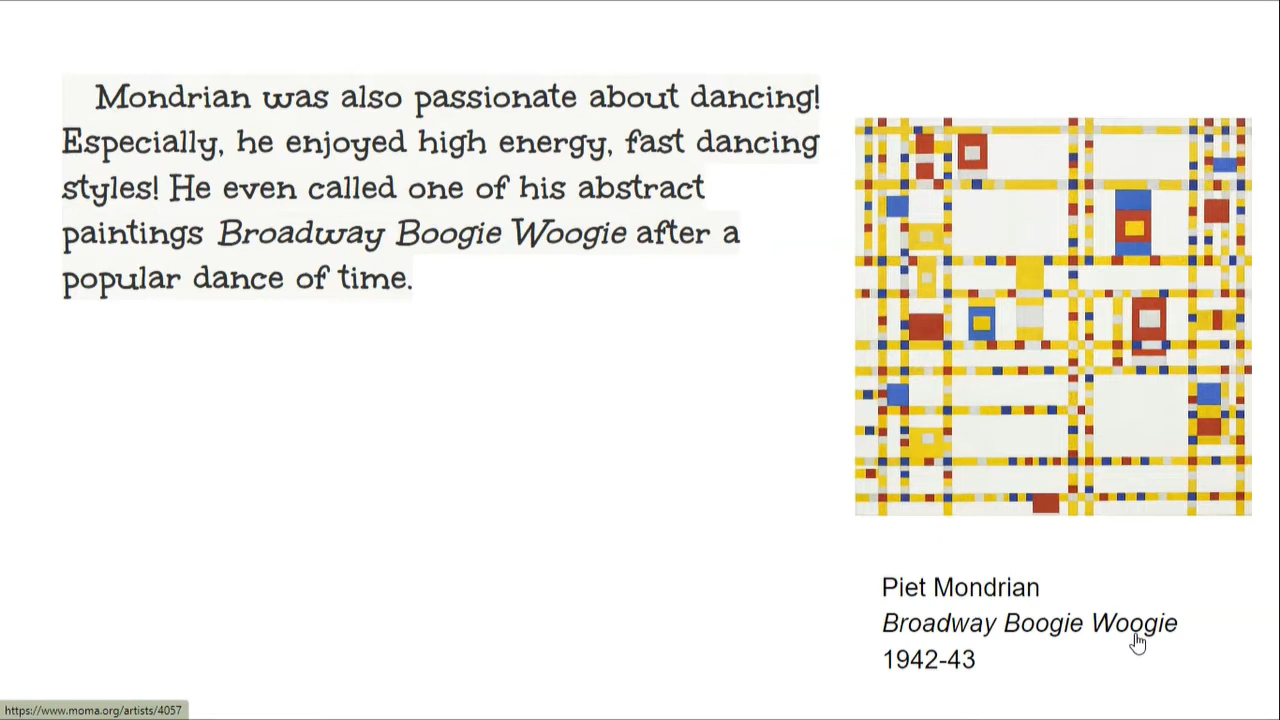 Mondrian was also passionate about dancing!
Especially, he enjoyed high energy, fast dancing
styles! He even called one of his abstract
paintings Broadway Boogie Woogie after a
popular dance of time.
Piet Mondrian
Broadway Boogie Woogie
1942-43
https://www.moma.org/artists/4057